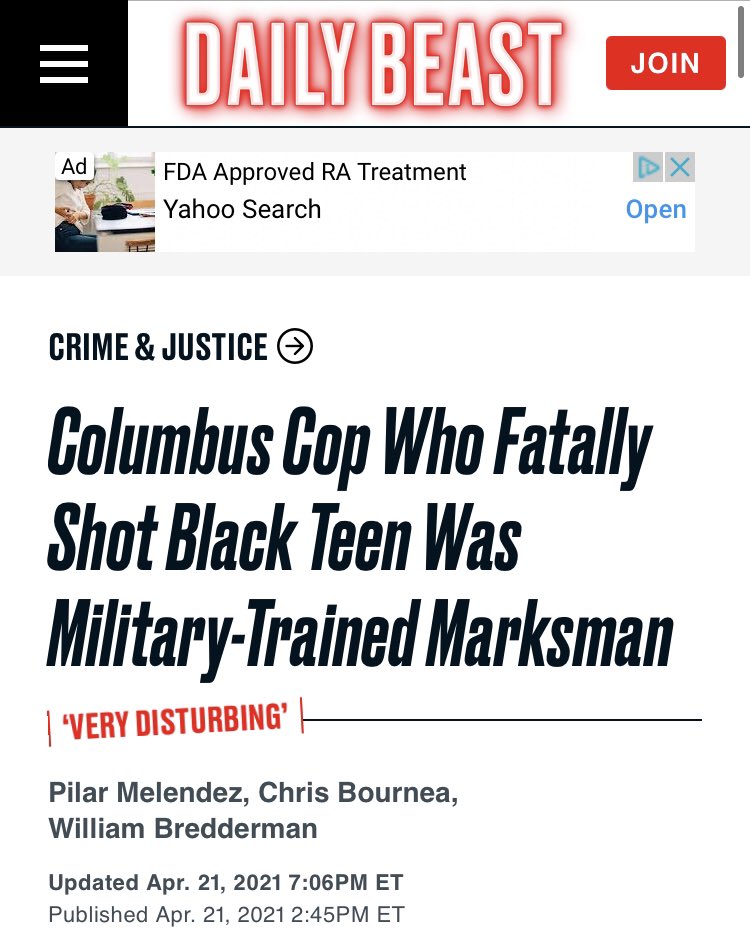 DAILY BEAST
JOIN
Ad
FDA Approved RA Treatment
Yahoo Search
Open
CRIME & JUSTICE
Columbus Cop Who Fatally
Shot Black Teen Was
Military-Trained Marksman
‘VERY DISTURBING’
Pilar Melendez, Chris Bournea,
William Bredderman
Updated Apr. 21, 2021 7:06PM ET
Published Apr. 21, 2021 2:45PM ET